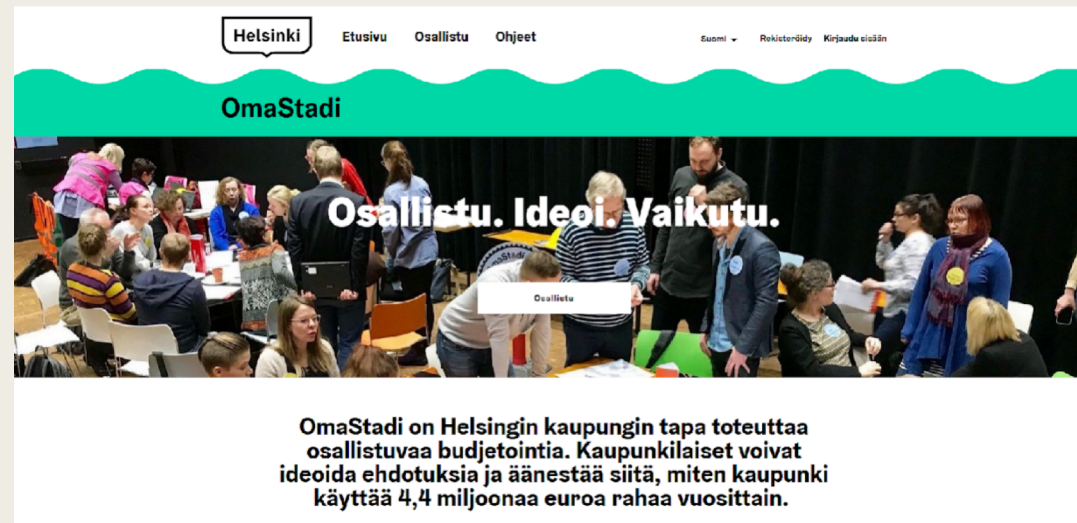 Helsinki
Etusivu Osallistu Ohjeet
Suomi Rekisteröidy Kirjaudu sisään
OmaStadi
Osallistu. Ideoi. Vaikutu.
Osallistu
OmaStadi on Helsingin kaupungin tapa toteuttaa
osallistuvaa budjetointia. Kaupunkilaiset voivat
ideoida ehdotuksia ja äänestää siitä, miten kaupunki
käyttää 4,4 miljoonaa euroa rahaa vuosittain.